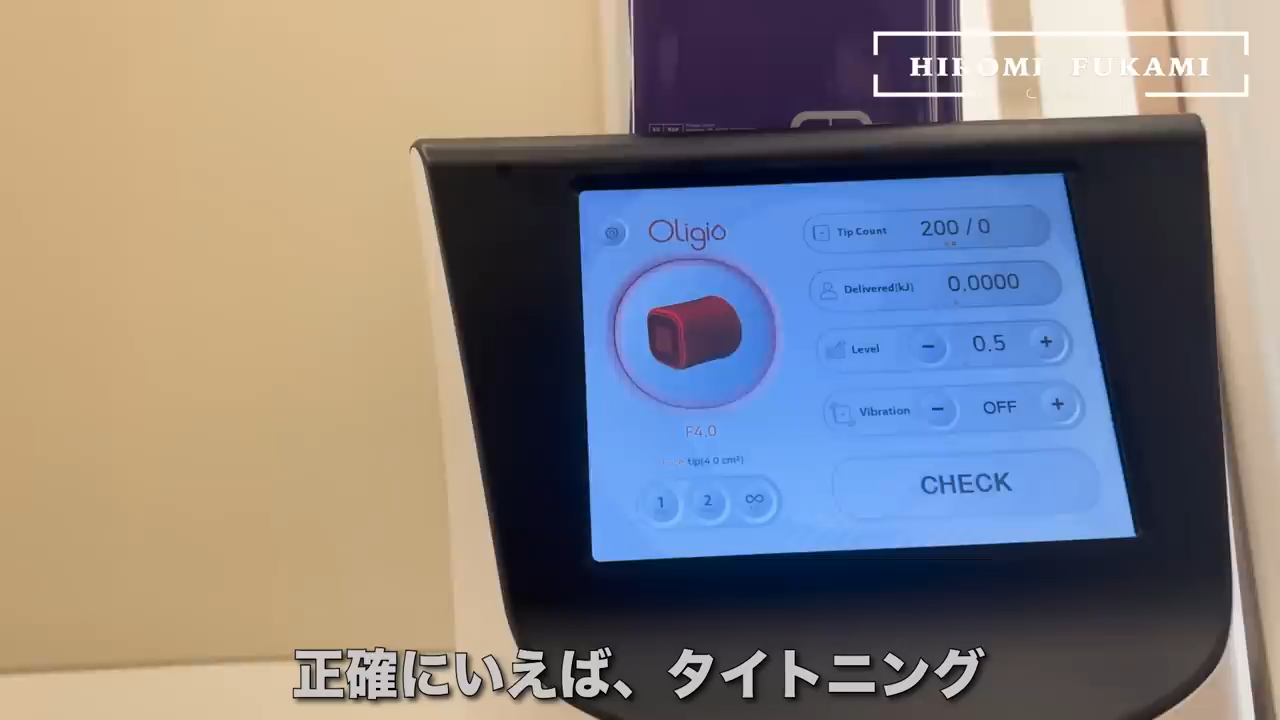 HIROMI FUKAMI
Oligio
Tip Count 200 / 0
Delivered(kJ) 0.0000
Level − 0.5 +
Vibration − OFF +
F4.0
tip(4.0 cm²)
1 2 ∞
CHECK
正確にいえば、タイトニング